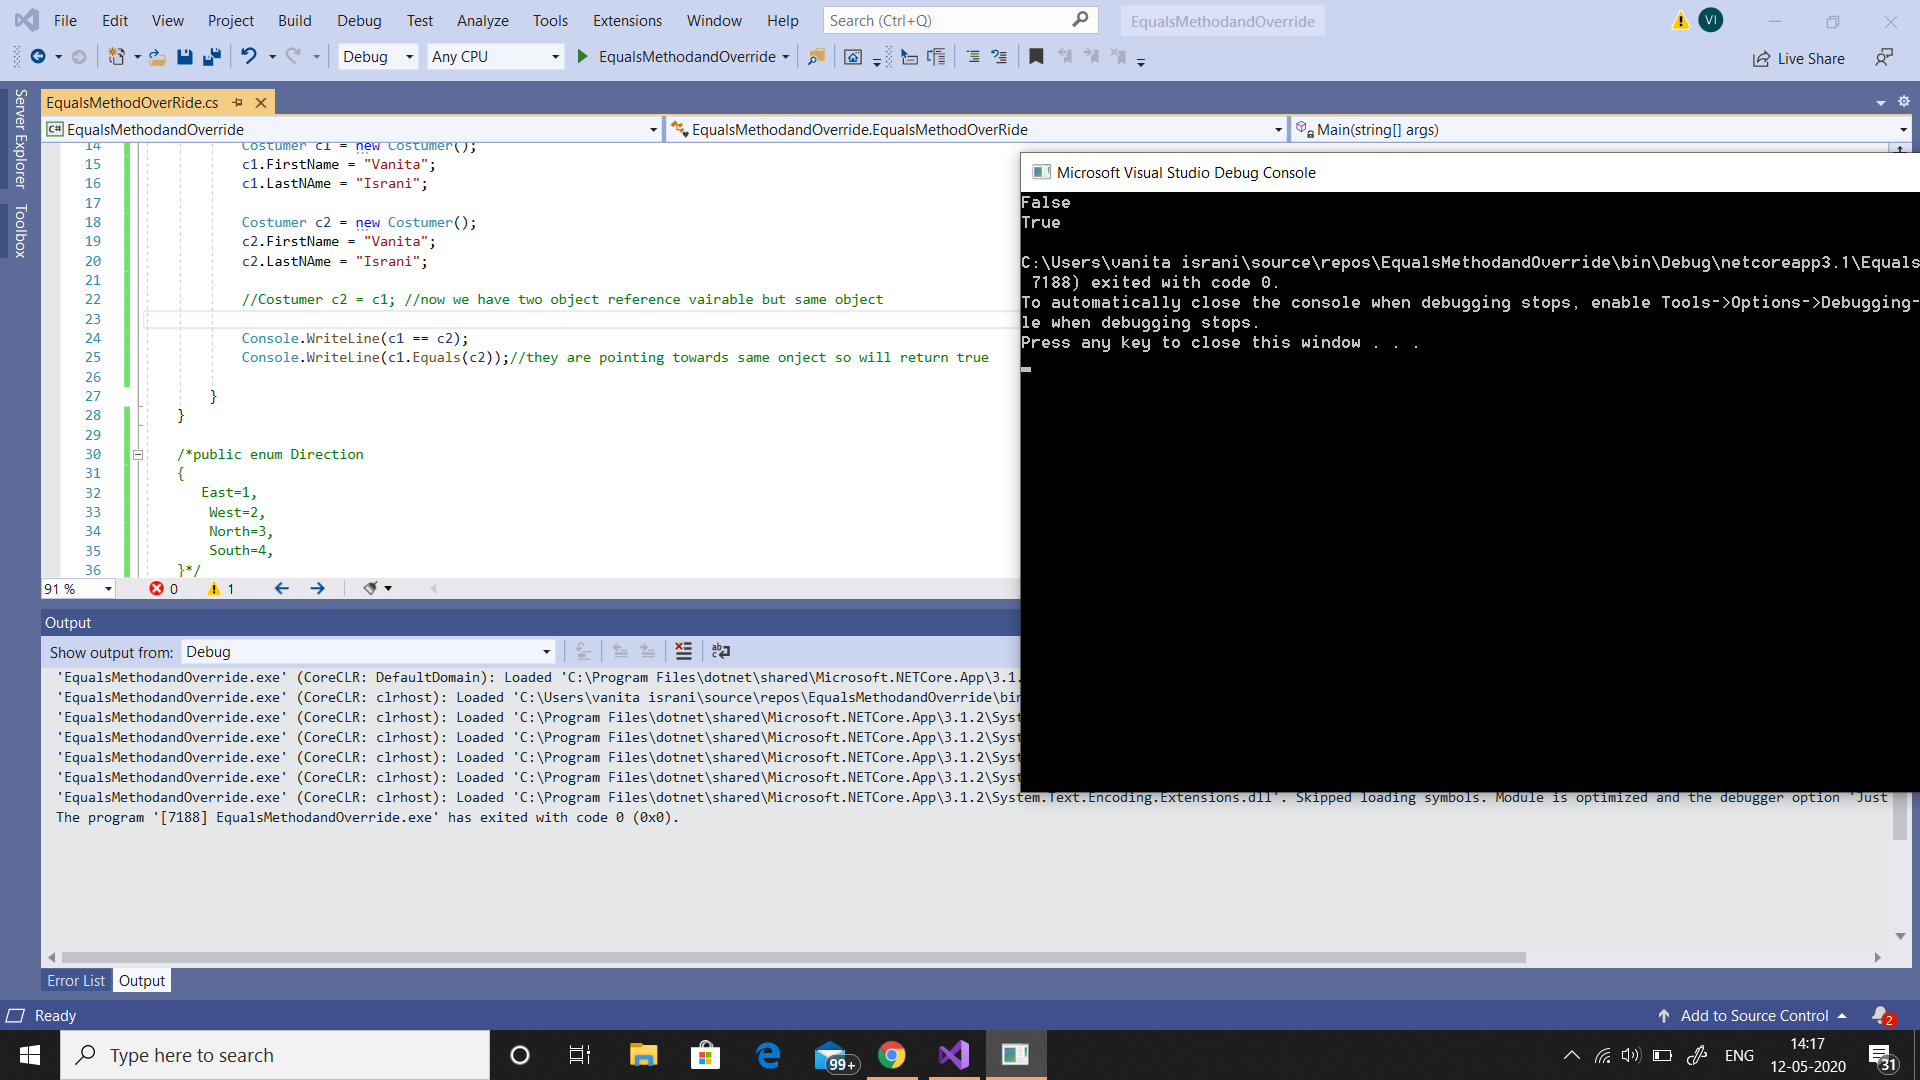 File Edit View Project Build Debug Test Analyze Tools Extensions Window Help Search (Ctrl+Q) EqualsMethodandOverride VI
Debug Any CPU EqualsMethodandOverride Live Share
Server Explorer
Toolbox
EqualsMethodOverRide.cs
C# EqualsMethodandOverride EqualsMethodandOverride.EqualsMethodOverRide Main(string[] args)
14 Costumer c1 = new Costumer();
15 c1.FirstName = "Vanita";
16 c1.LastNAme = "Israni";
17
18 Costumer c2 = new Costumer();
19 c2.FirstName = "Vanita";
20 c2.LastNAme = "Israni";
21
22 //Costumer c2 = c1; //now we have two object reference vairable but same object
23
24 Console.WriteLine(c1 == c2);
25 Console.WriteLine(c1.Equals(c2));//they are pointing towards same onject so will return true
26
27 }
28 }
29
30 /*public enum Direction
31 {
32 East=1,
33 West=2,
34 North=3,
35 South=4,
36 }*/
91 % 0 1
Microsoft Visual Studio Debug Console
False
True
C:\Users\vanita israni\source\repos\EqualsMethodandOverride\bin\Debug\netcoreapp3.1\Equals
7188) exited with code 0.
To automatically close the console when debugging stops, enable Tools->Options->Debugging-
le when debugging stops.
Press any key to close this window . . .
Output
Show output from: Debug
'EqualsMethodandOverride.exe' (CoreCLR: DefaultDomain): Loaded 'C:\Program Files\dotnet\shared\Microsoft.NETCore.App\3.1.
'EqualsMethodandOverride.exe' (CoreCLR: clrhost): Loaded 'C:\Users\vanita israni\source\repos\EqualsMethodandOverride\bin
'EqualsMethodandOverride.exe' (CoreCLR: clrhost): Loaded 'C:\Program Files\dotnet\shared\Microsoft.NETCore.App\3.1.2\Syst
'EqualsMethodandOverride.exe' (CoreCLR: clrhost): Loaded 'C:\Program Files\dotnet\shared\Microsoft.NETCore.App\3.1.2\Syst
'EqualsMethodandOverride.exe' (CoreCLR: clrhost): Loaded 'C:\Program Files\dotnet\shared\Microsoft.NETCore.App\3.1.2\Syst
'EqualsMethodandOverride.exe' (CoreCLR: clrhost): Loaded 'C:\Program Files\dotnet\shared\Microsoft.NETCore.App\3.1.2\Syst
'EqualsMethodandOverride.exe' (CoreCLR: clrhost): Loaded 'C:\Program Files\dotnet\shared\Microsoft.NETCore.App\3.1.2\System.Text.Encoding.Extensions.dll'. Skipped loading symbols. Module is optimized and the debugger option 'Just
The program '[7188] EqualsMethodandOverride.exe' has exited with code 0 (0x0).
Error List Output
Ready Add to Source Control 2
Type here to search 99+ ENG 14:17
12-05-2020 31